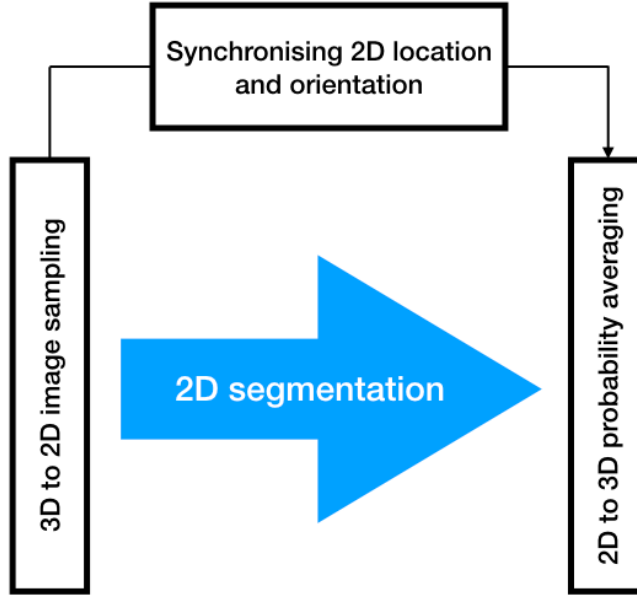 Synchronising 2D location
and orientation
3D to 2D image sampling
2D segmentation
2D to 3D probability averaging